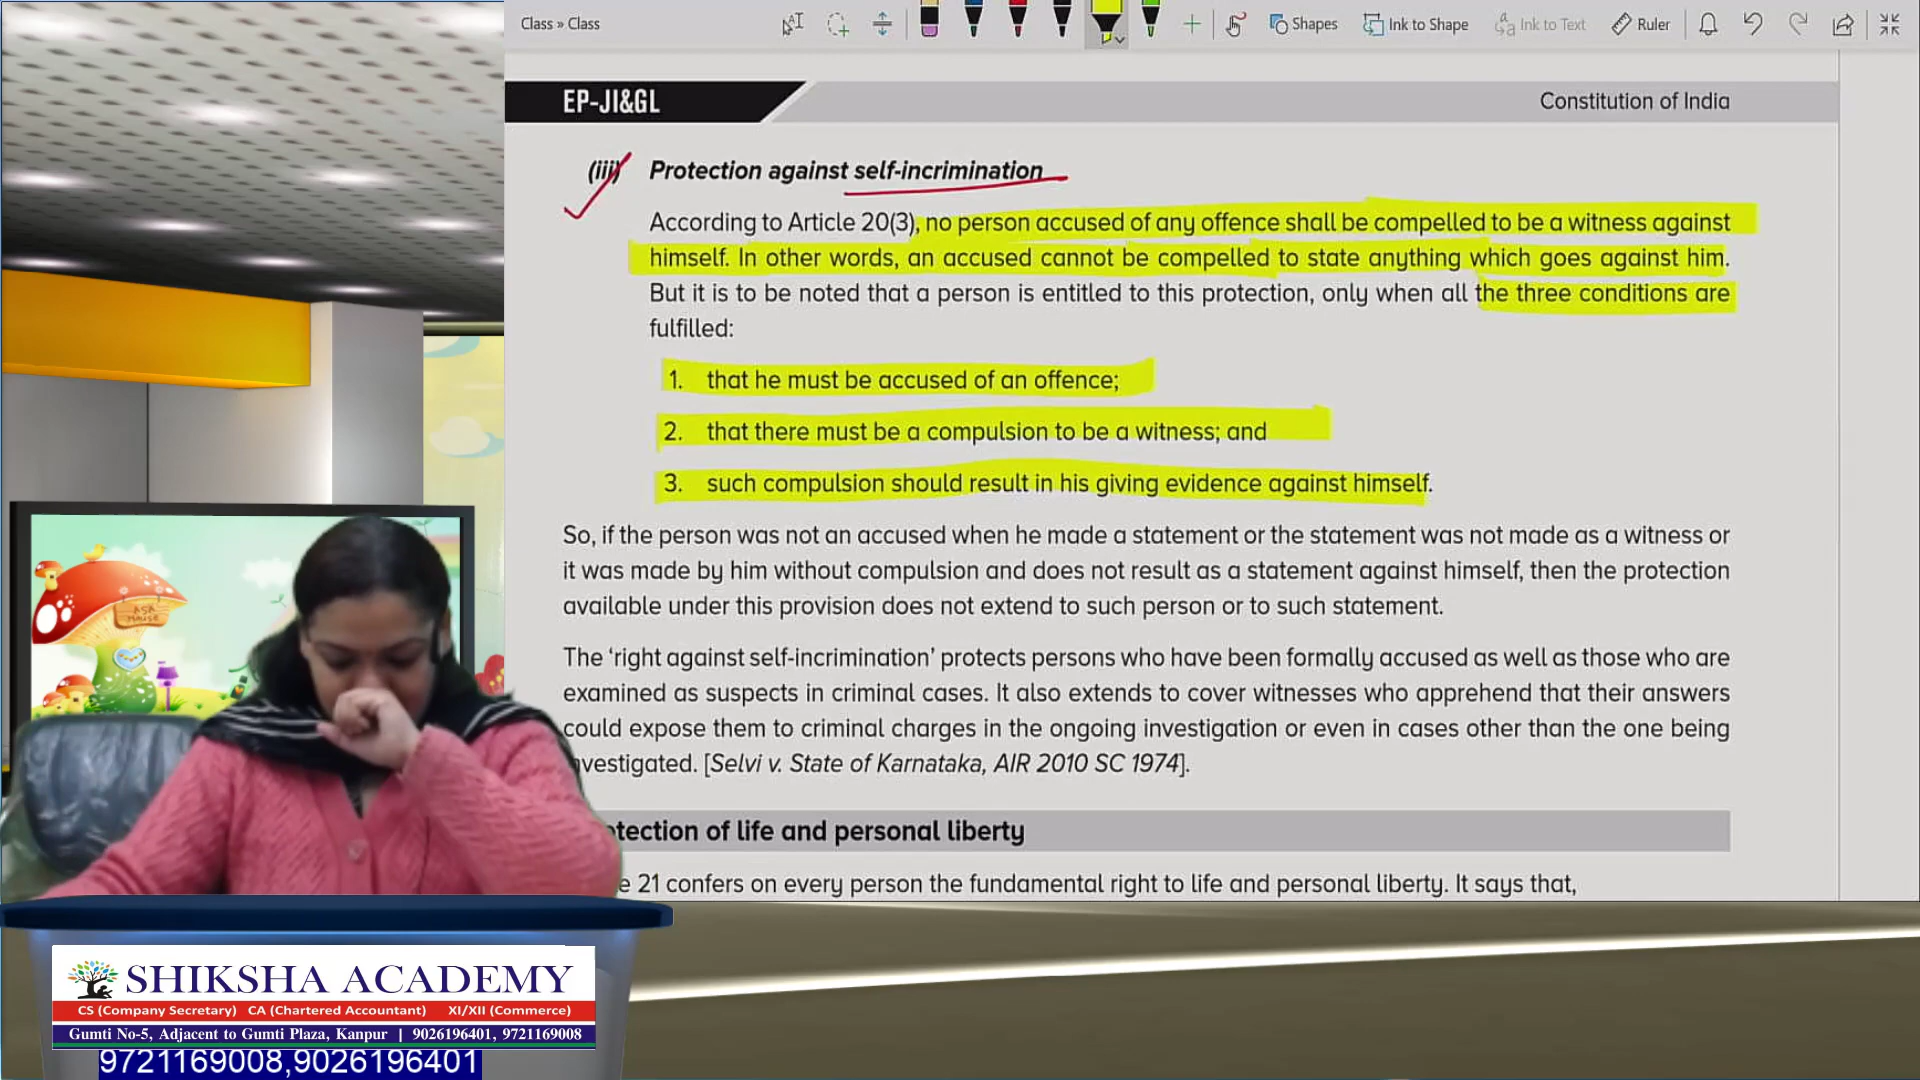 Class » Class
Shapes
Ink to Shape
Ink to Text
Ruler
EP-JI&GL
Constitution of India
(iii) Protection against self-incrimination
According to Article 20(3), no person accused of any offence shall be compelled to be a witness against
himself. In other words, an accused cannot be compelled to state anything which goes against him.
But it is to be noted that a person is entitled to this protection, only when all the three conditions are
fulfilled:
1. that he must be accused of an offence;
2. that there must be a compulsion to be a witness; and
3. such compulsion should result in his giving evidence against himself.
So, if the person was not an accused when he made a statement or the statement was not made as a witness or
it was made by him without compulsion and does not result as a statement against himself, then the protection
available under this provision does not extend to such person or to such statement.
The ‘right against self-incrimination’ protects persons who have been formally accused as well as those who are
examined as suspects in criminal cases. It also extends to cover witnesses who apprehend that their answers
could expose them to criminal charges in the ongoing investigation or even in cases other than the one being
nvestigated. [Selvi v. State of Karnataka, AIR 2010 SC 1974].
tection of life and personal liberty
e 21 confers on every person the fundamental right to life and personal liberty. It says that,
ASA
House
SHIKSHA ACADEMY
CS (Company Secretary) CA (Chartered Accountant) XI/XII (Commerce)
Gumti No-5, Adjacent to Gumti Plaza, Kanpur | 9026196401, 9721169008
9721169008,9026196401